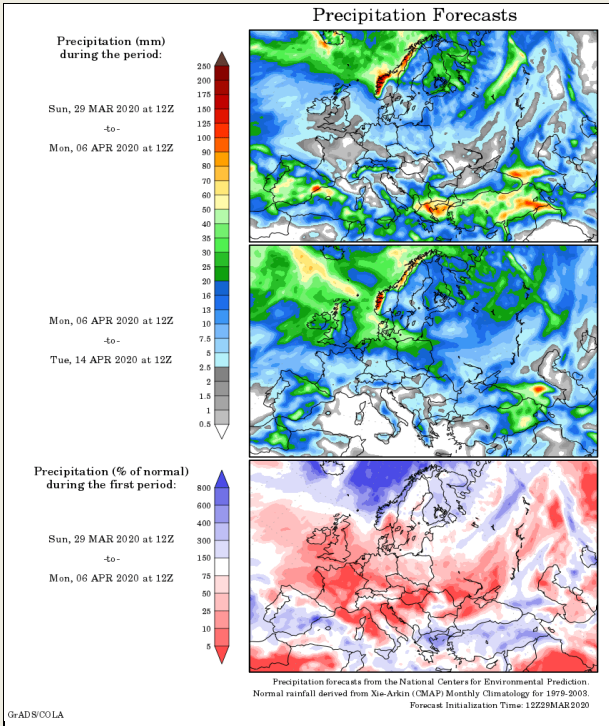 Precipitation Forecasts
Precipitation (mm)
during the period:
Sun, 29 MAR 2020 at 12Z
-to-
Mon, 06 APR 2020 at 12Z
250
200
175
150
125
100
90
80
70
60
50
40
35
30
25
20
16
13
10
7.5
5
2.5
2
1.5
1
0.5
Mon, 06 APR 2020 at 12Z
-to-
Tue, 14 APR 2020 at 12Z
Precipitation (% of normal)
during the first period:
Sun, 29 MAR 2020 at 12Z
-to-
Mon, 06 APR 2020 at 12Z
800
600
400
300
150
75
50
25
10
5
Precipitation forecasts from the National Centers for Environmental Prediction.
Normal rainfall derived from Xie-Arkin (CMAP) Monthly Climatology for 1979-2003.
Forecast Initialization Time: 12Z29MAR2020
GrADS/COLA